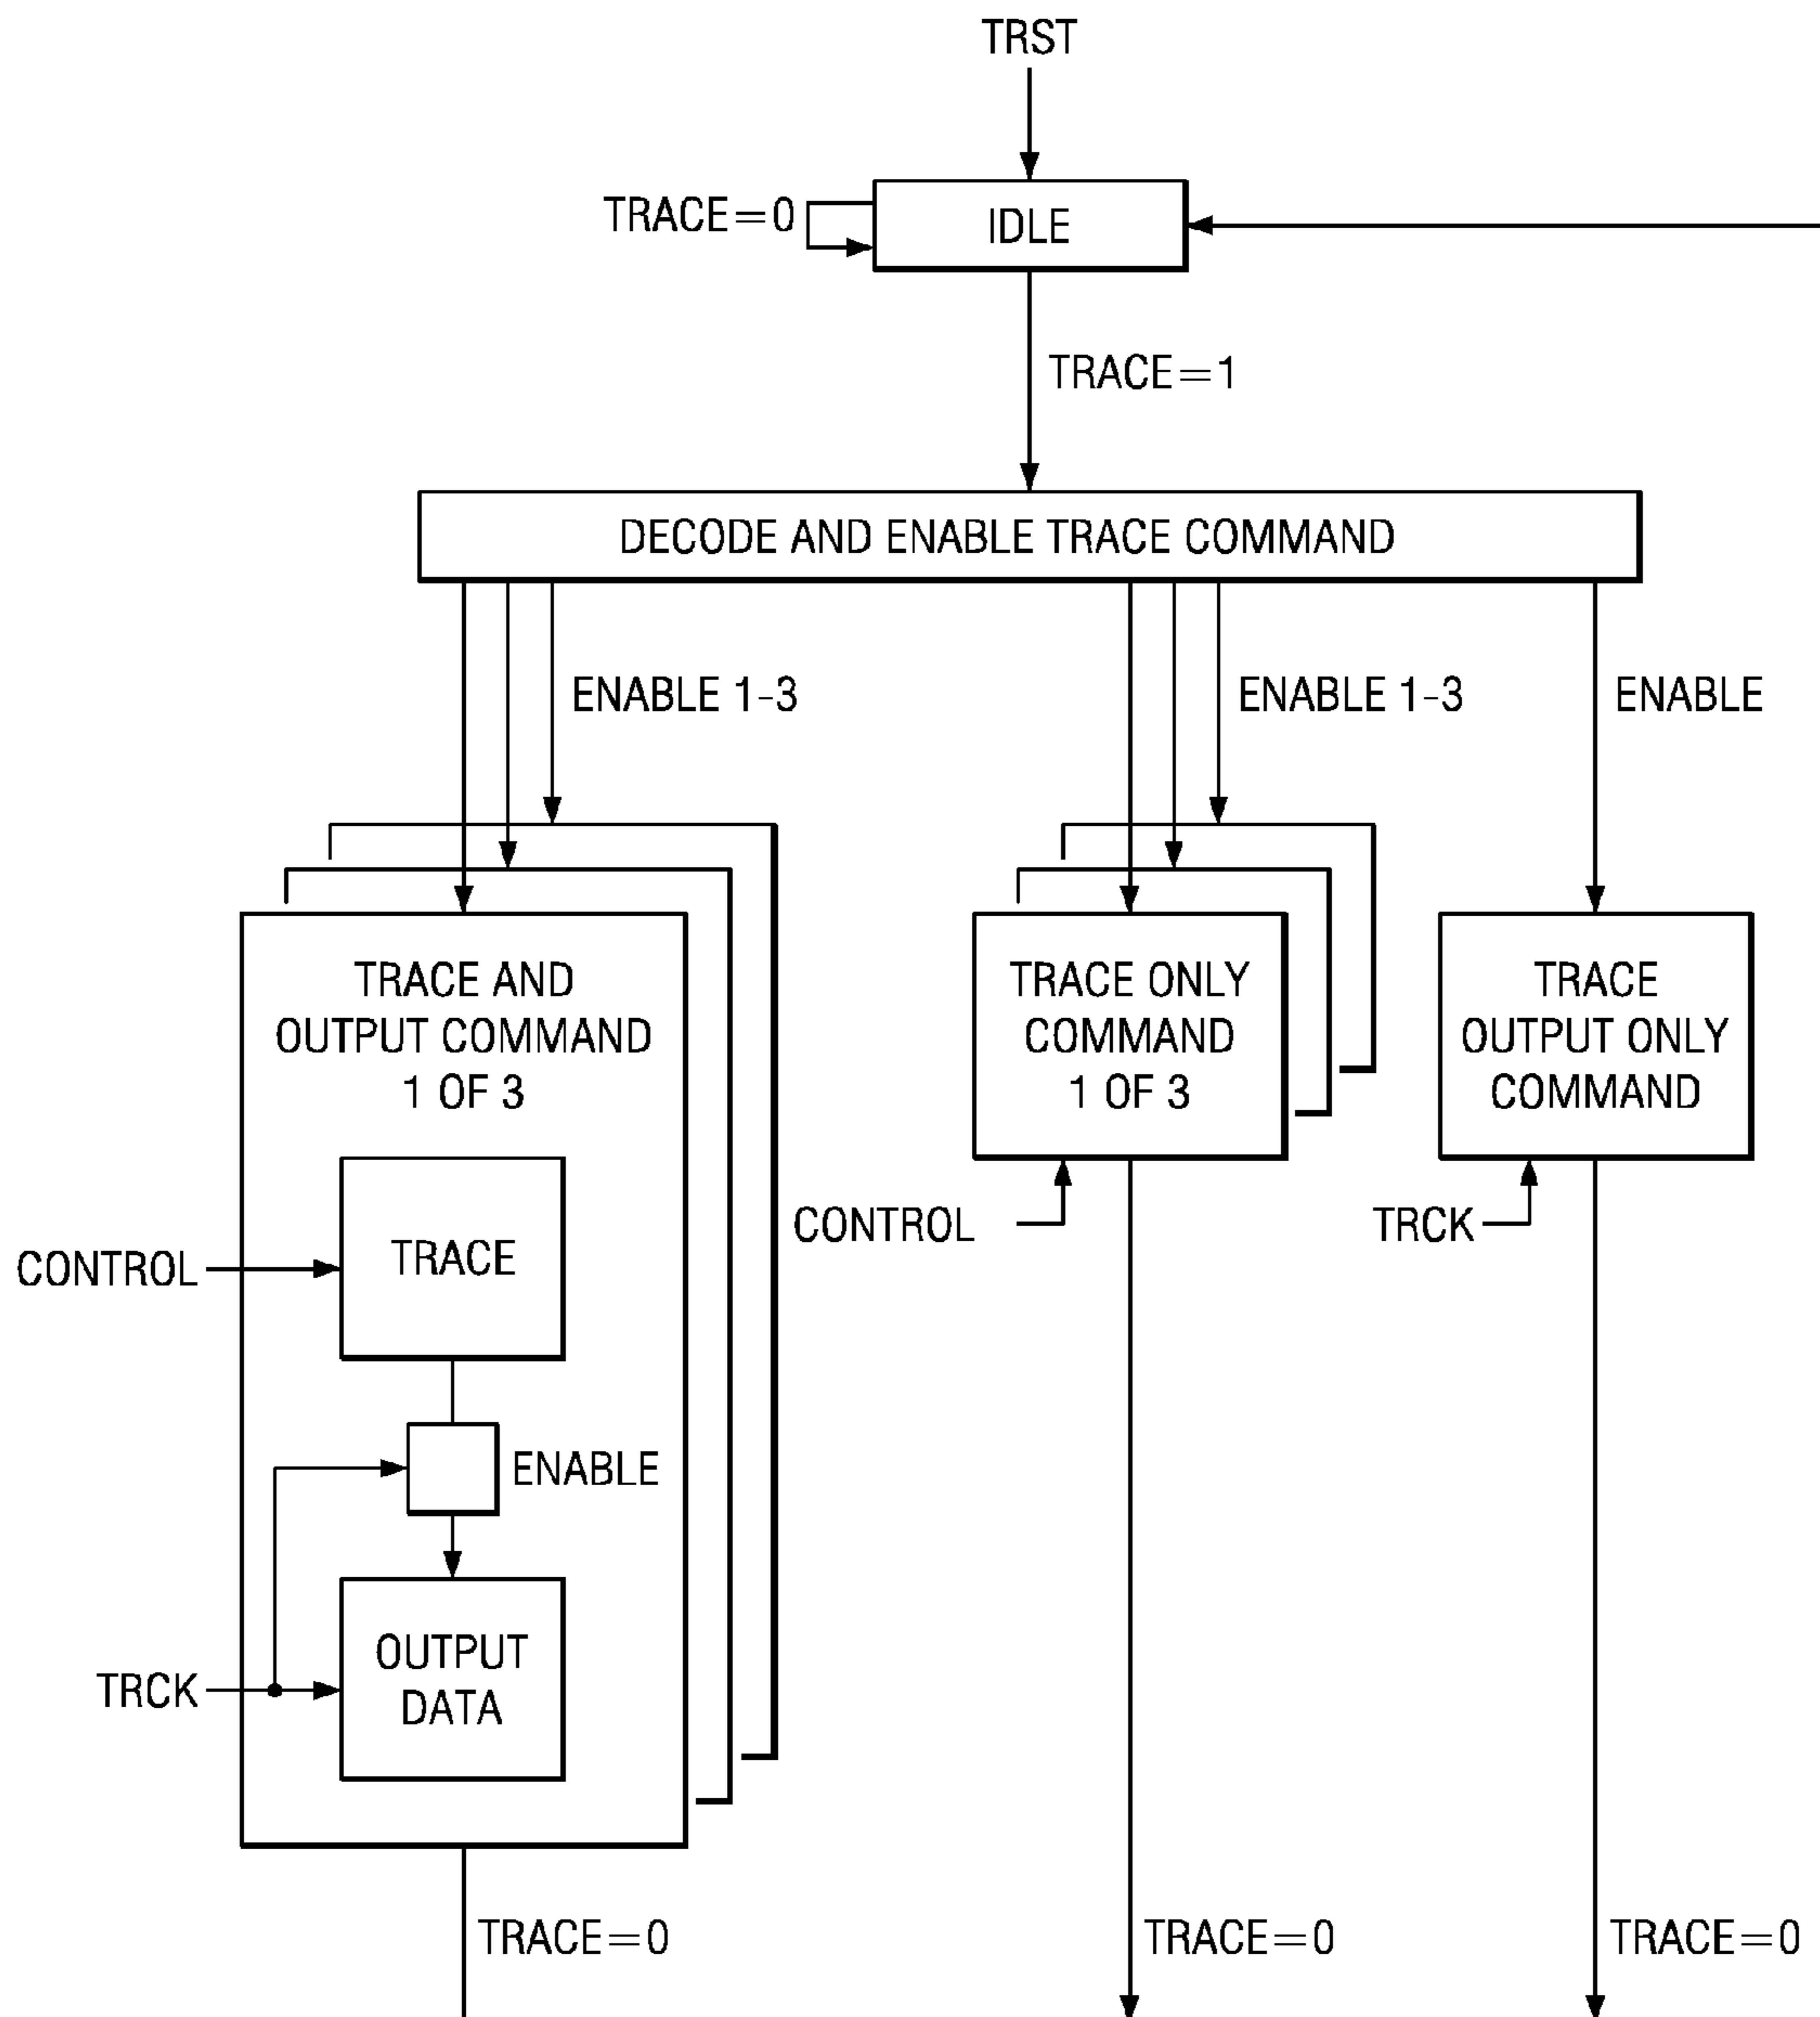 TRST
TRACE=0
IDLE
TRACE=1
DECODE AND ENABLE TRACE COMMAND
ENABLE 1-3
ENABLE 1-3
ENABLE
TRACE AND
OUTPUT COMMAND
1 OF 3
TRACE ONLY
COMMAND
1 OF 3
TRACE
OUTPUT ONLY
COMMAND
CONTROL
TRCK
CONTROL
TRACE
ENABLE
OUTPUT
DATA
TRCK
TRACE=0
TRACE=0
TRACE=0